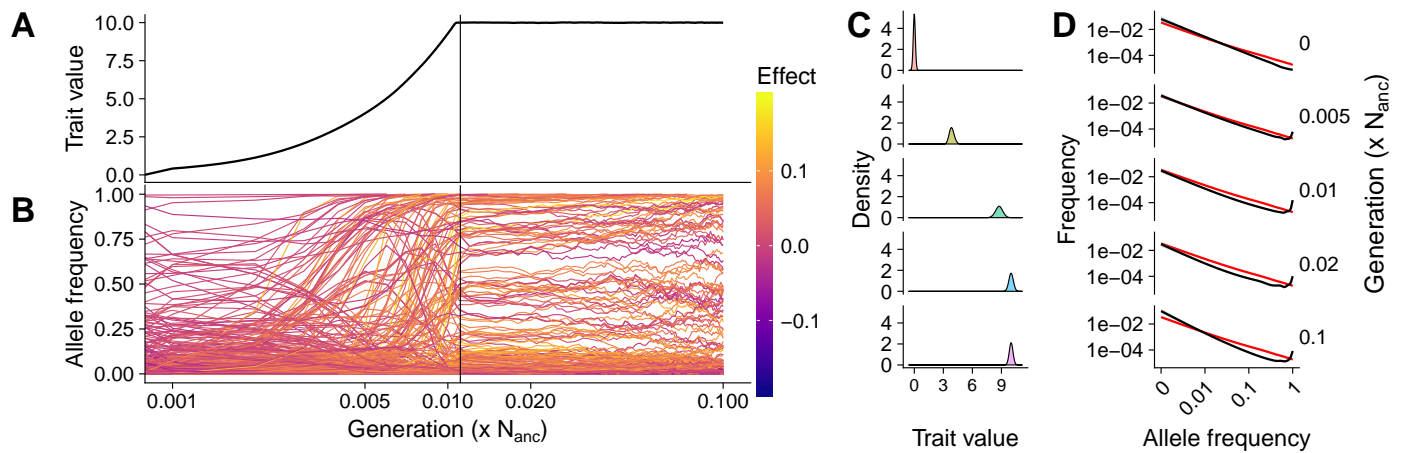 A
Trait value
10.0
7.5
5.0
2.5
0.0
B
Allele frequency
1.00
0.75
0.50
0.25
0.00
0.001
0.005
0.010
0.020
0.100
Generation (x Nanc)
Effect
0.1
0.0
−0.1
C
Density
4
2
0
4
2
0
4
2
0
4
2
0
4
2
0
0
3
6
9
Trait value
D
Frequency
1e−02
1e−04
0
1e−02
1e−04
0.005
1e−02
1e−04
0.01
1e−02
1e−04
0.02
1e−02
1e−04
0.1
Generation (x Nanc)
0
0.01
0.1
1
Allele frequency